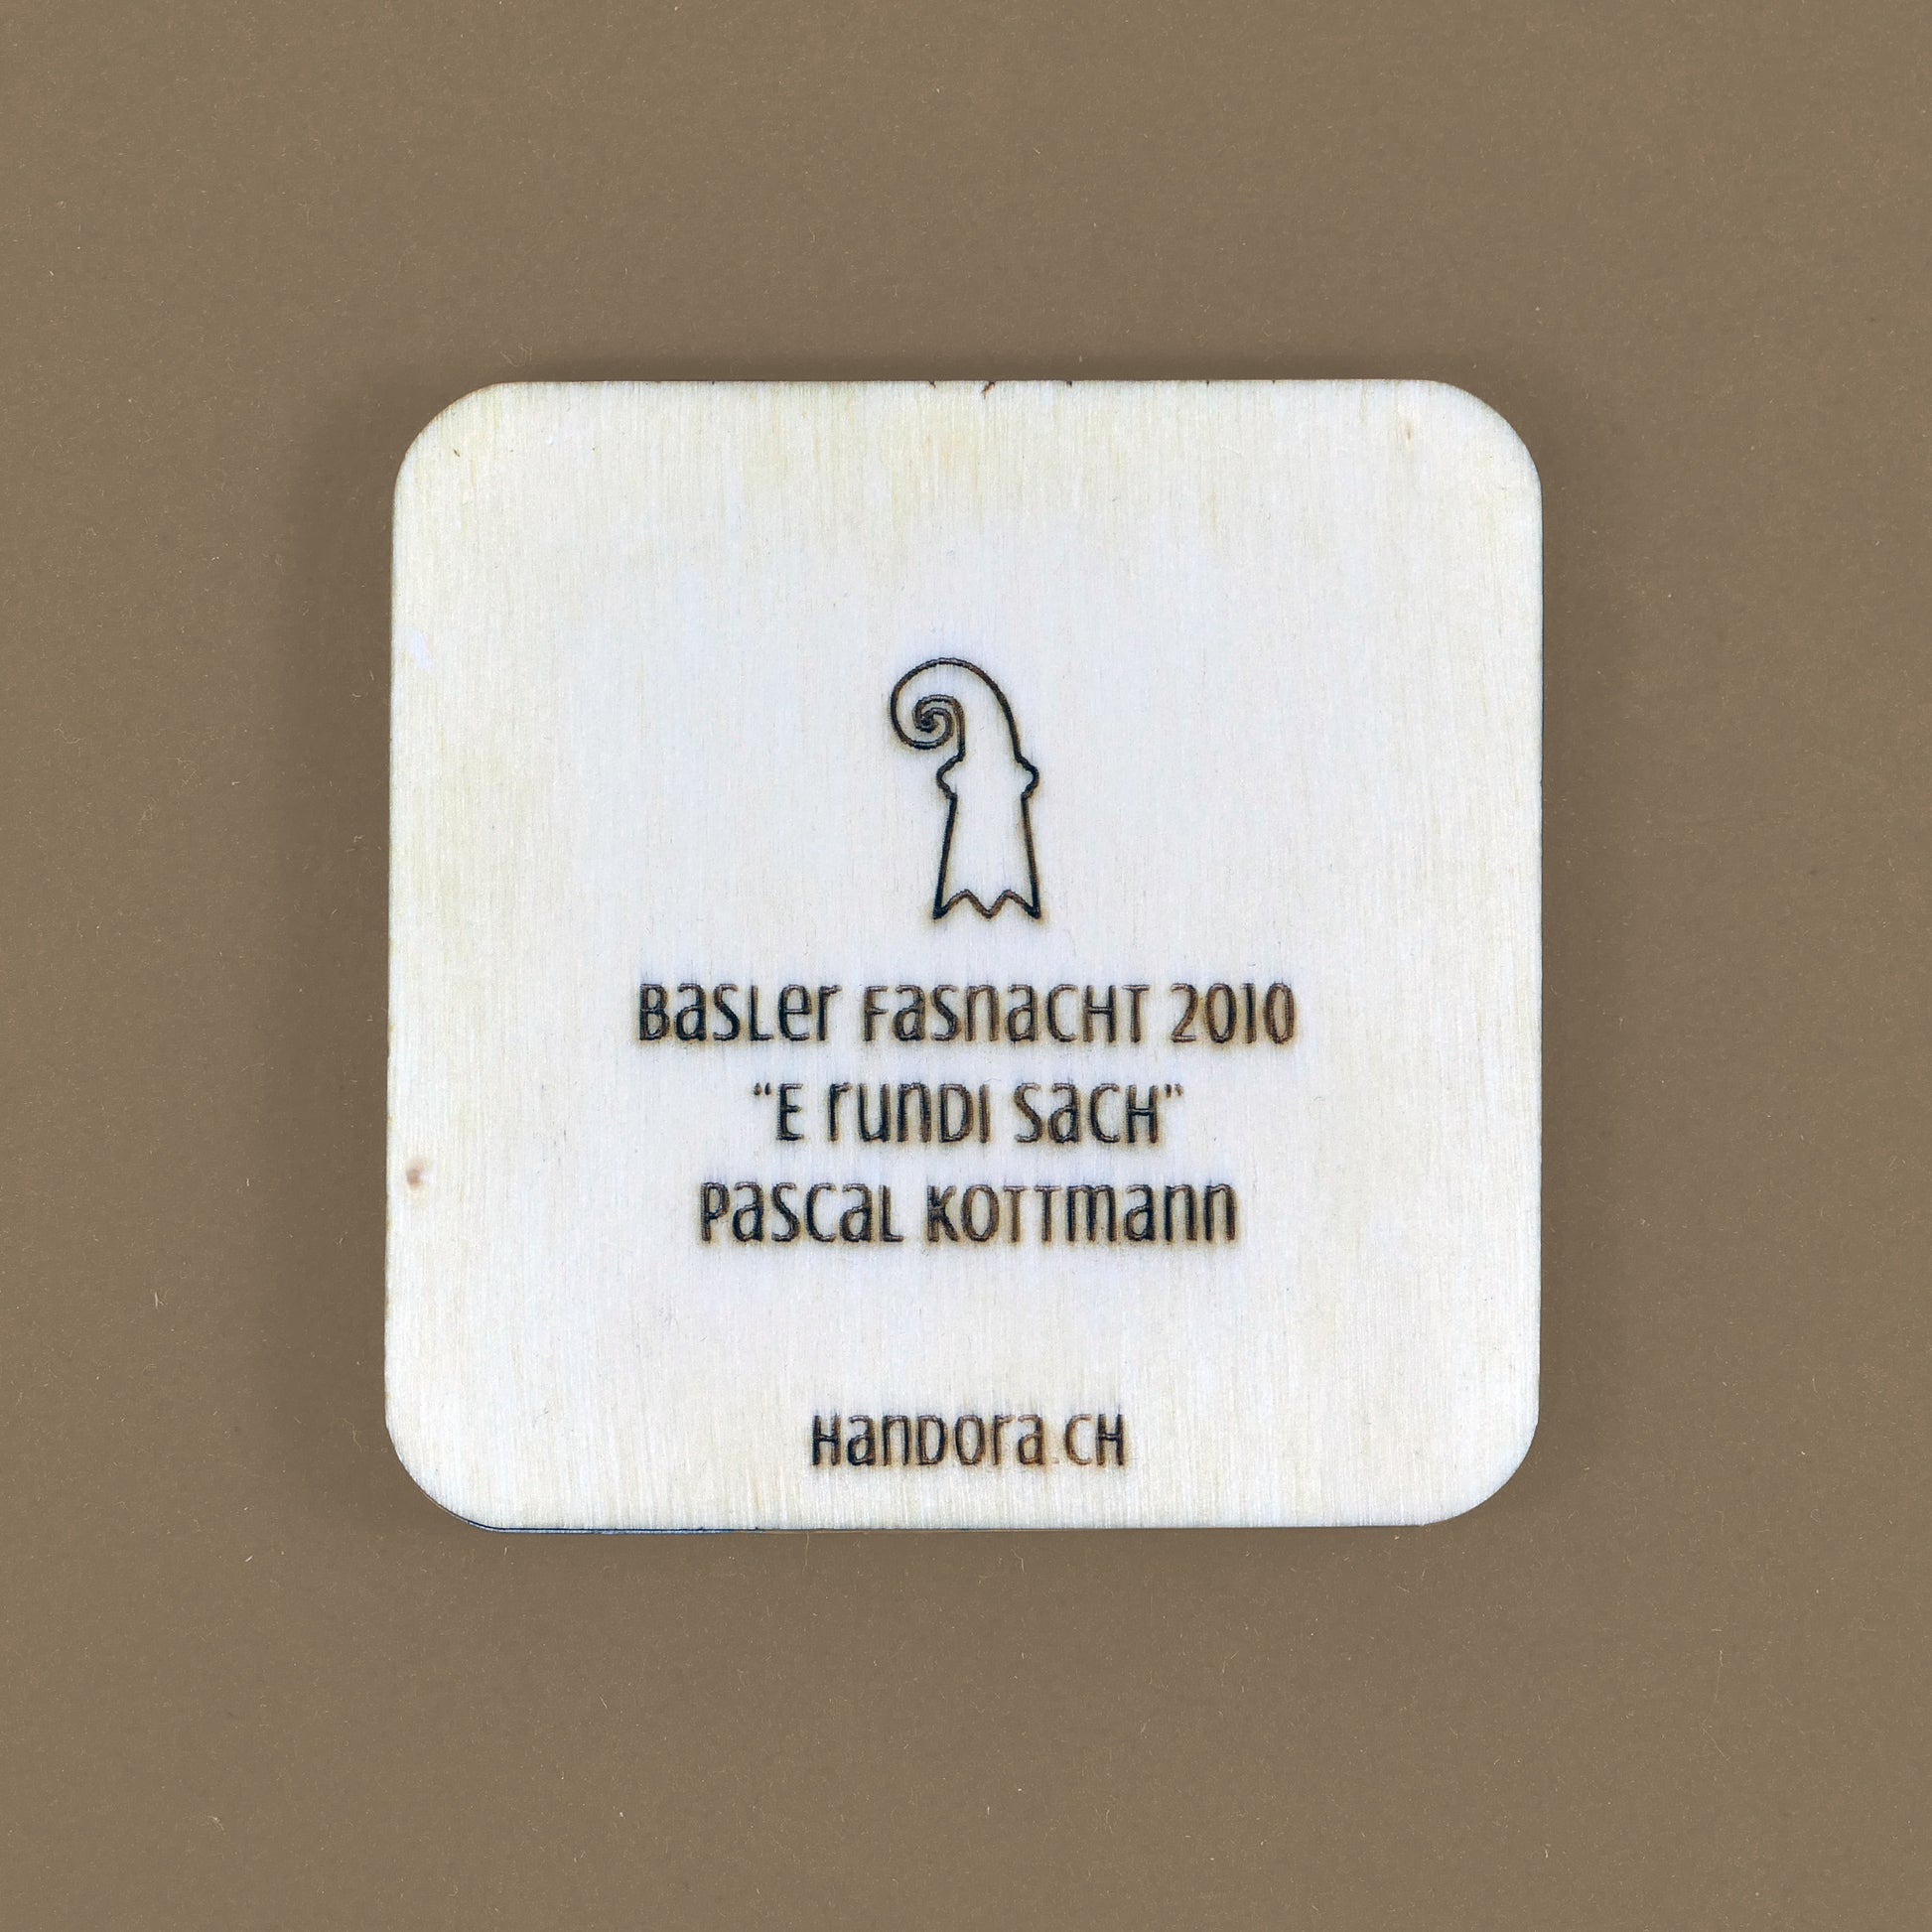 Basler Fasnacht 2010
“E rundi Sach”
Pascal Kottmann
Handora.ch